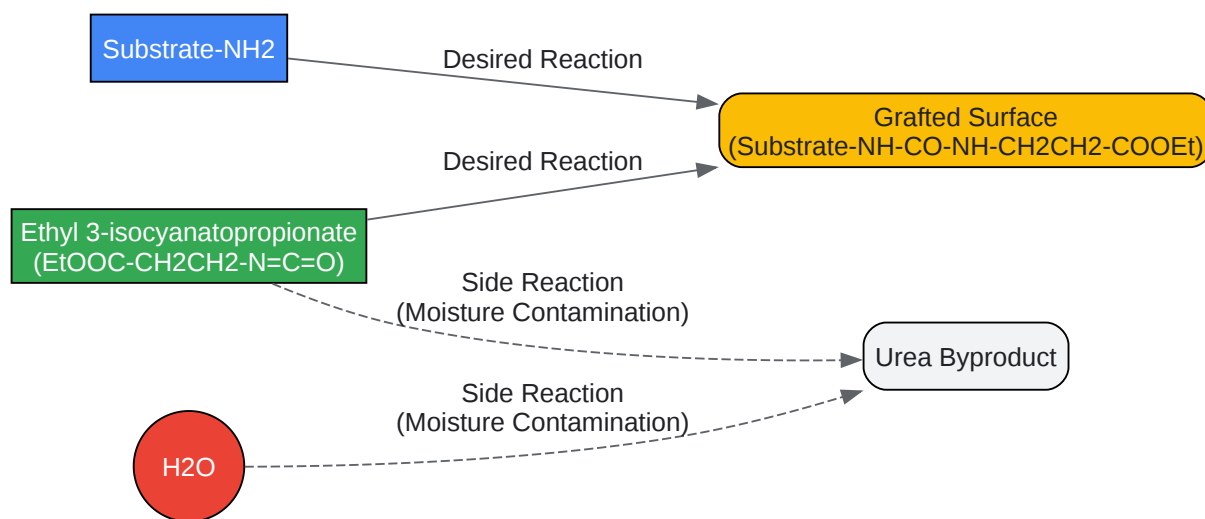 Substrate-NH2
Desired Reaction
Grafted Surface
(Substrate-NH-CO-NH-CH2CH2-COOEt)
Desired Reaction
Ethyl 3-isocyanatopropionate
(EtOOC-CH2CH2-N=C=O)
Side Reaction
(Moisture Contamination)
Urea Byproduct
Side Reaction
(Moisture Contamination)
H2O